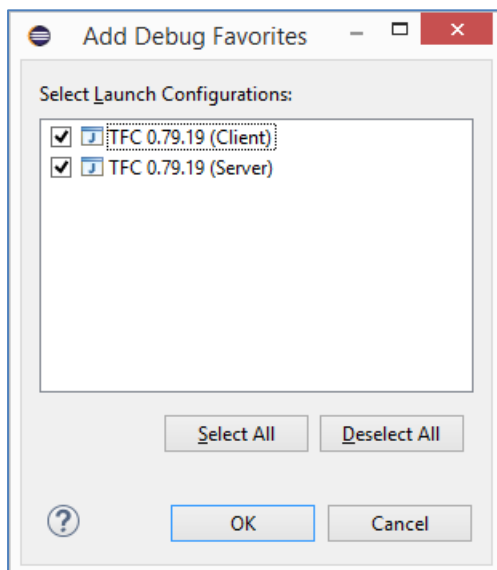 Add Debug Favorites
Select Launch Configurations:
TFC 0.79.19 (Client)
TFC 0.79.19 (Server)
Select All
Deselect All
?
OK
Cancel